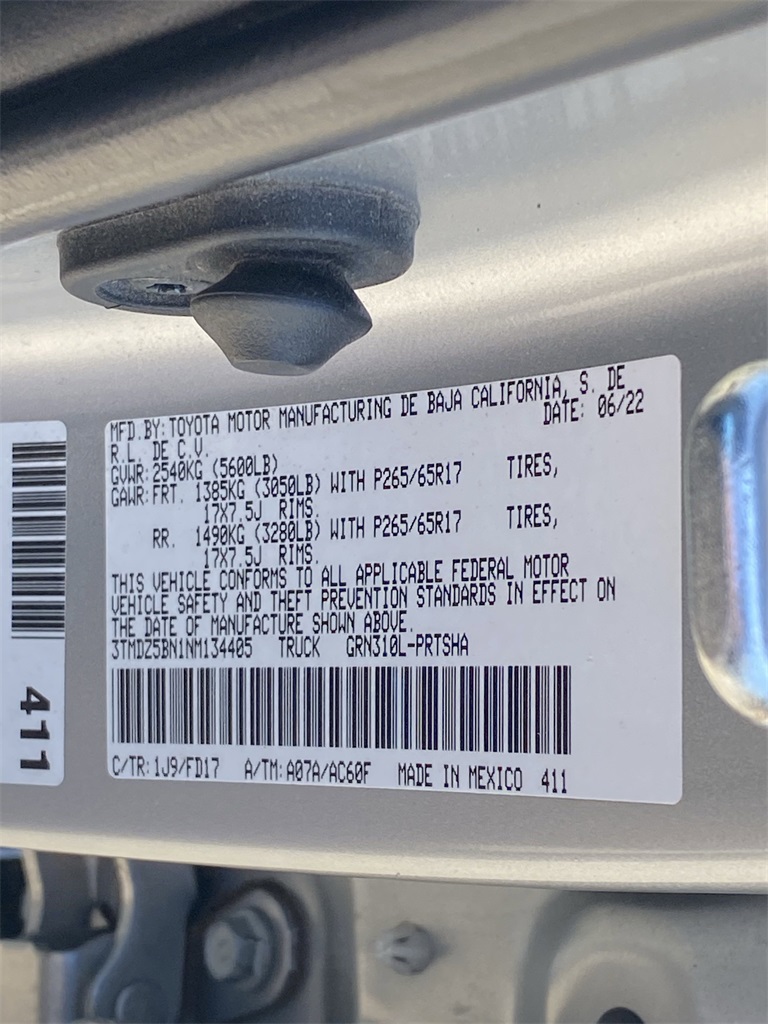 MFD.BY:TOYOTA MOTOR MANUFACTURING DE BAJA CALIFORNIA, S. DE
R.L. DE C.V. DATE: 06/22
GVWR:2540KG (5600LB)
GAWR:FRT. 1385KG (3050LB) WITH P265/65R17 TIRES,
17X7.5J RIMS.
RR. 1490KG (3280LB) WITH P265/65R17 TIRES,
17X7.5J RIMS.
THIS VEHICLE CONFORMS TO ALL APPLICABLE FEDERAL MOTOR
VEHICLE SAFETY AND THEFT PREVENTION STANDARDS IN EFFECT ON
THE DATE OF MANUFACTURE SHOWN ABOVE.
3TMDZ5BN1NM134405 TRUCK GRN310L-PRTSHA
C/TR:1J9/FD17 A/TM:A07A/AC60F MADE IN MEXICO 411
411